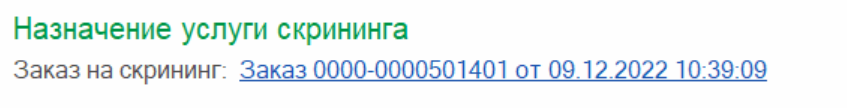 Назначение услуги скрининга
Заказ на скрининг: Заказ 0000-0000501401 от 09.12.2022 10:39:09